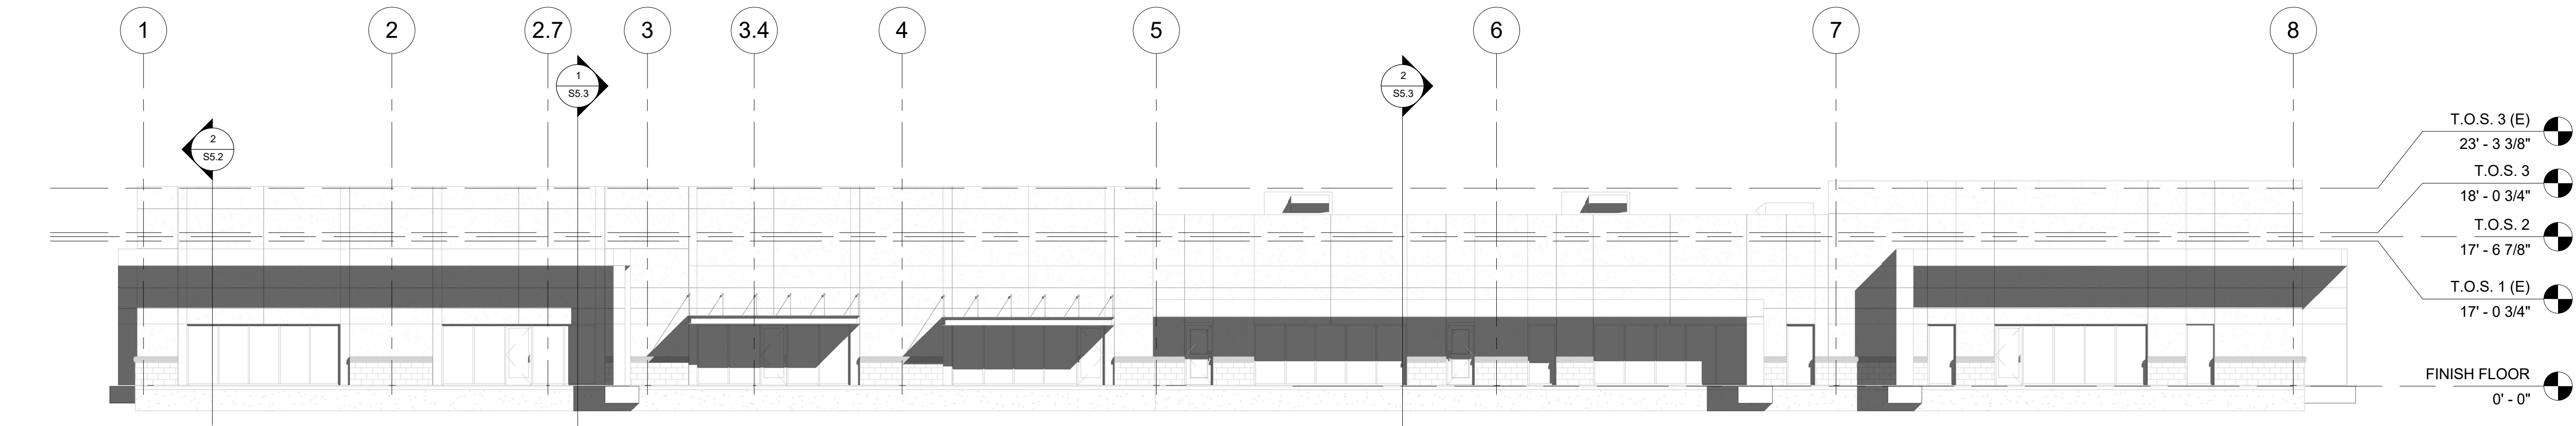 1
2
2.7
3
3.4
4
5
6
7
8
1
S5.3
2
S5.3
2
S5.2
T.O.S. 3 (E)
23' - 3 3/8"
T.O.S. 3
18' - 0 3/4"
T.O.S. 2
17' - 6 7/8"
T.O.S. 1 (E)
17' - 0 3/4"
FINISH FLOOR
0' - 0"